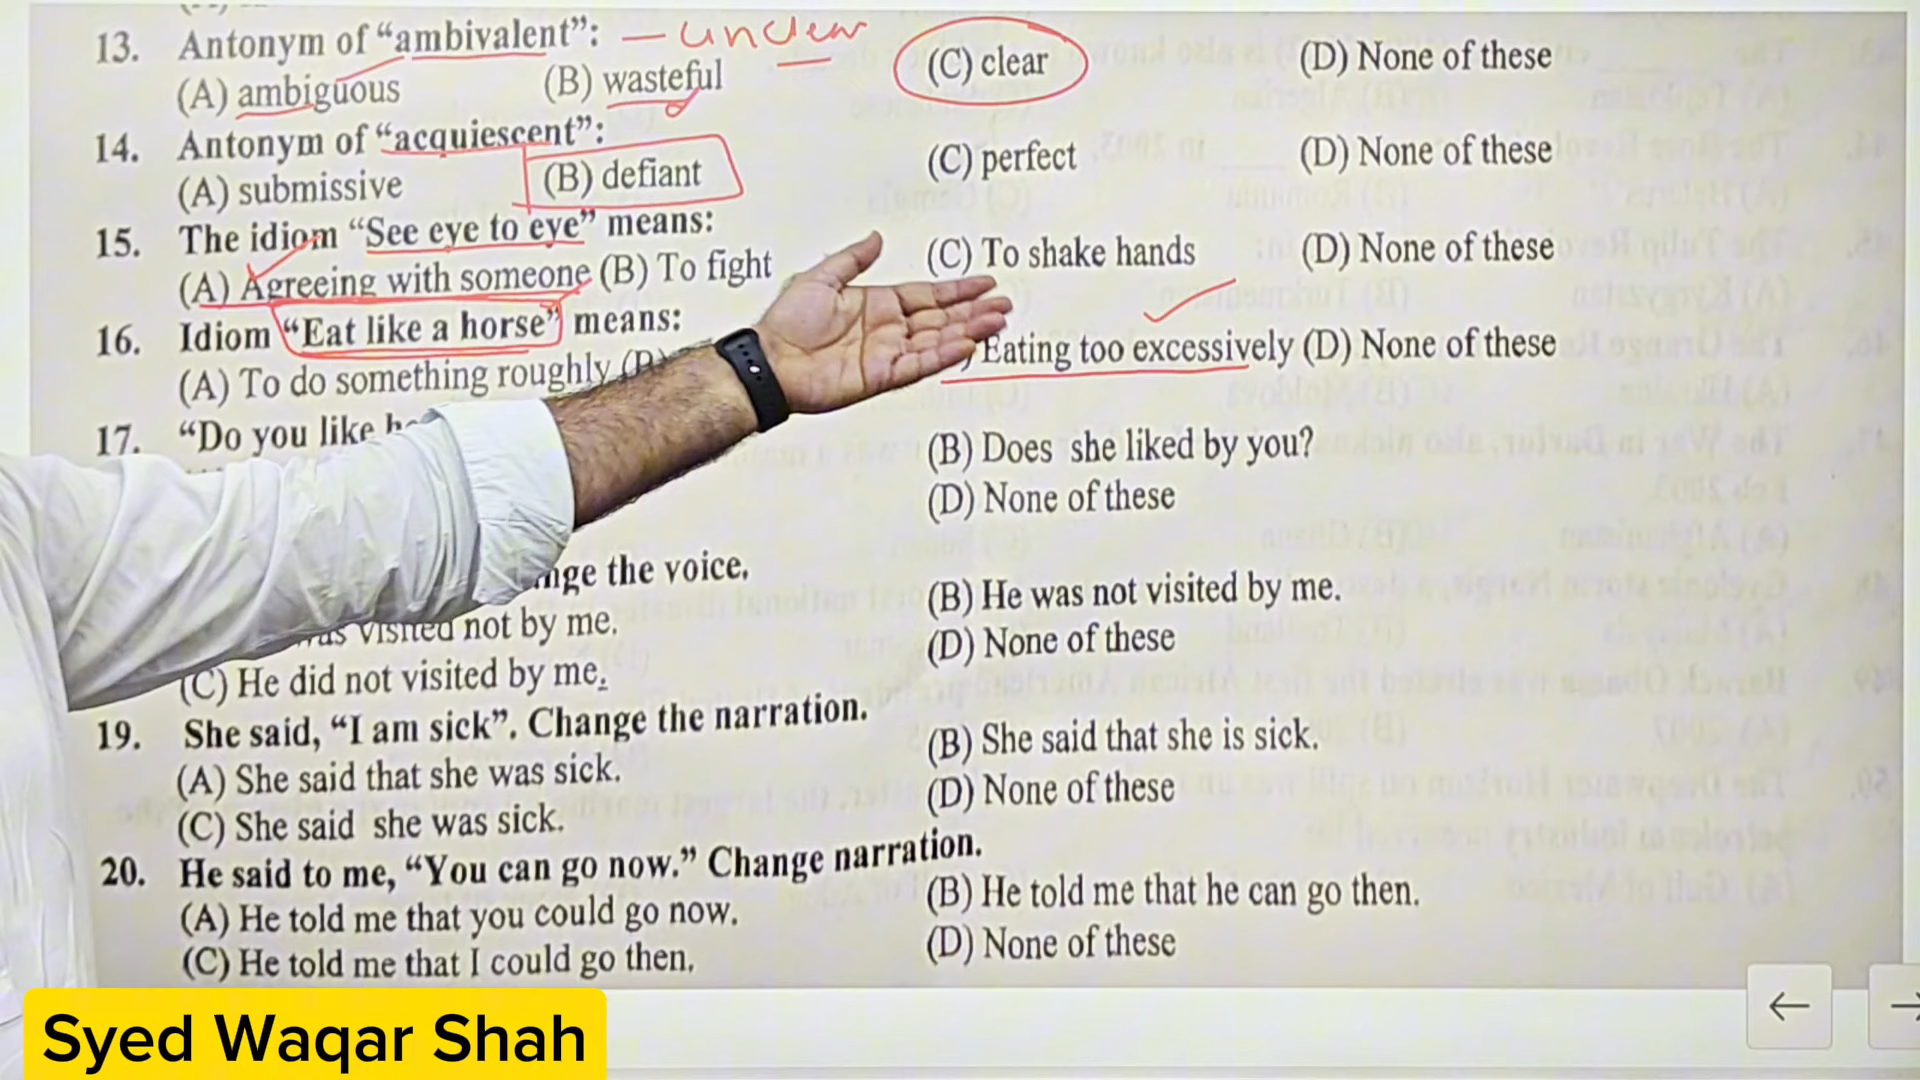 13. Antonym of “ambivalent”: — unclear
(A) ambiguous (B) wasteful (C) clear (D) None of these
14. Antonym of “acquiescent”:
(A) submissive (B) defiant (C) perfect (D) None of these
15. The idiom “See eye to eye” means:
(A) Agreeing with someone (B) To fight (C) To shake hands (D) None of these
16. Idiom “Eat like a horse” means:
(A) To do something roughly (B) Eating too excessively (D) None of these
17. “Do you like
(B) Does she liked by you?
(D) None of these
the voice.
visited not by me. (B) He was not visited by me.
(C) He did not visited by me. (D) None of these
19. She said, “I am sick”. Change the narration.
(A) She said that she was sick. (B) She said that she is sick.
(C) She said she was sick. (D) None of these
20. He said to me, “You can go now.” Change narration.
(A) He told me that you could go now. (B) He told me that he can go then.
(C) He told me that I could go then. (D) None of these
Syed Waqar Shah